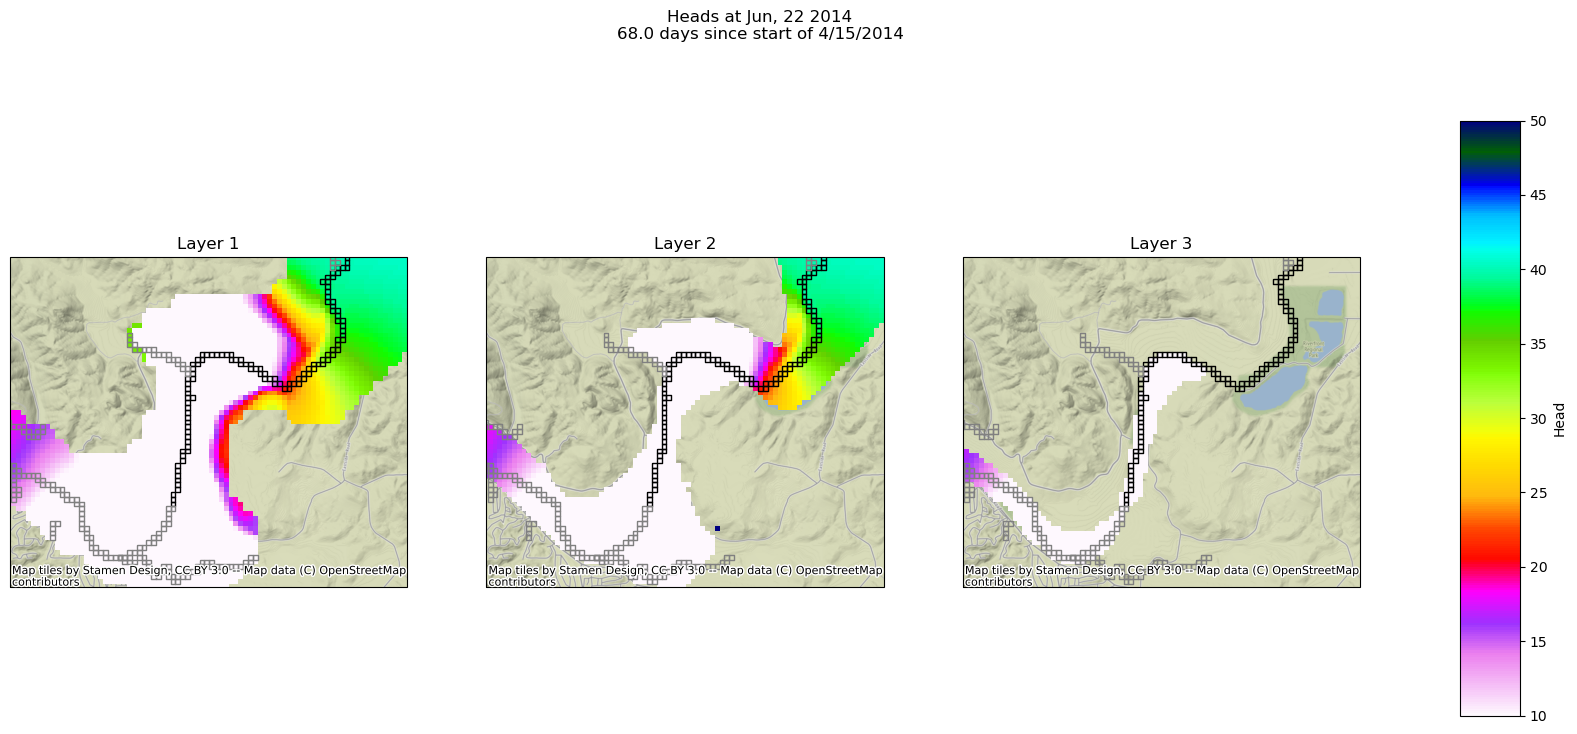 Heads at Jun, 22 2014
68.0 days since start of 4/15/2014
Layer 1
Map tiles by Stamen Design, CC BY 3.0 -- Map data (C) OpenStreetMap
contributors
Layer 2
Map tiles by Stamen Design, CC BY 3.0 -- Map data (C) OpenStreetMap
contributors
Layer 3
Map tiles by Stamen Design, CC BY 3.0 -- Map data (C) OpenStreetMap
contributors
50
45
40
35
30
25
20
15
10
Head